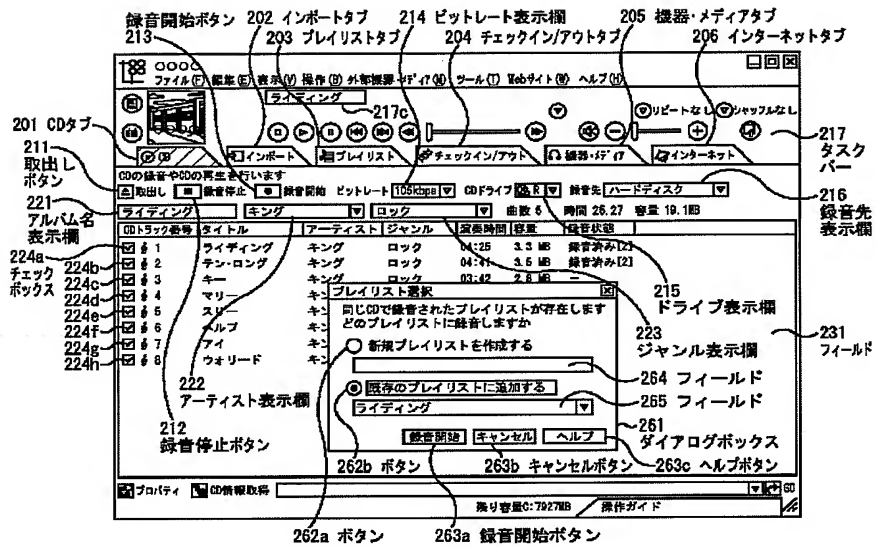 録音開始ボタン
213
202 インポートタブ
203 プレイリストタブ
214 ビットレート表示欄
204 チェックイン/アウトタブ
205 機器・メディアタブ
206 インターネットタブ
ファイル(F) 編集(E) 表示(V) 操作(B) 外部機器・メディア(M) ツール(T) Webサイト(W) ヘルプ(H)
ライディング
217c
リピートなし シャッフルなし
201 CDタブ
217 タスクバー
CD インポート プレイリスト チェックイン/アウト 機器・メディア インターネット
211 取出しボタン
CDの録音やCDの再生を行います
取出し 録音停止 録音開始 ビットレート 105kbps CDドライブ R 録音先 ハードディスク
216 録音先表示欄
221 アルバム名表示欄
ライディング キング ロック 曲数 6 時間 26.27 容量 19.1MB
CDトラック番号 タイトル アーティスト ジャンル 演奏時間 容量 録音状態
224a 1 ライディング キング ロック 04:25 3.3 MB 録音済み[2]
224b 2 テン・ロング キング ロック 04:41 3.5 MB 録音済み[2]
224c 3 キー キング ロック 03:42 2.8 MB –
224d 4 マリー キン
224e 5 スリー キン
224f 6 ヘルプ キン
224g 7 アイ キン
224h 8 ウォリード キン
チェックボックス
プレイリスト選択
同じCDで録音されたプレイリストが存在します
どのプレイリストに録音しますか
新規プレイリストを作成する
既存のプレイリストに追加する
ライディング
録音開始 キャンセル ヘルプ
215 ドライブ表示欄
223 ジャンル表示欄
231 フィールド
264 フィールド
265 フィールド
261 ダイアログボックス
222 アーティスト表示欄
212 録音停止ボタン
262b ボタン
263b キャンセルボタン
263c ヘルプボタン
プロパティ CD情報取得 GO
残り容量C:7927MB 操作ガイド
262a ボタン
263a 録音開始ボタン